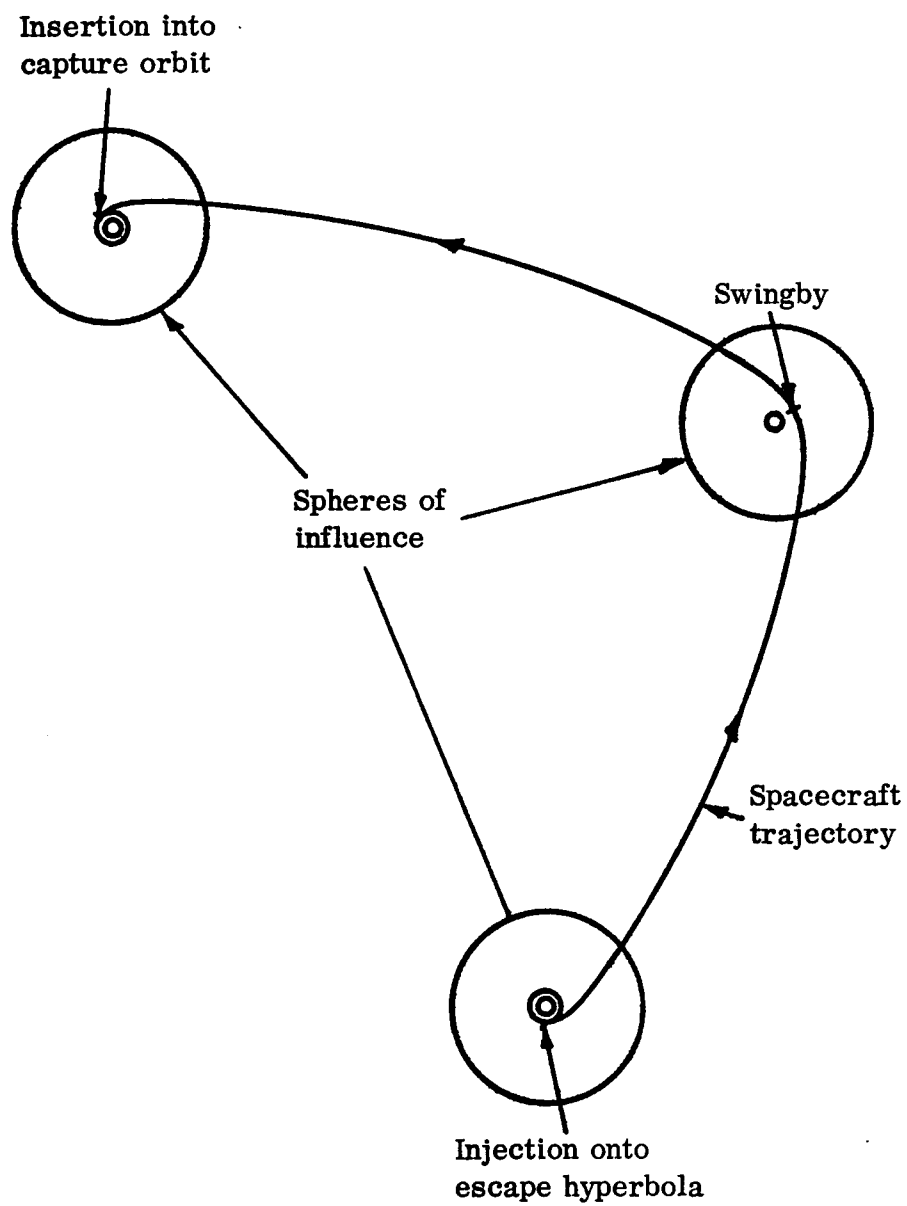 Insertion into
capture orbit
Swingby
Spheres of
influence
Spacecraft
trajectory
Injection onto
escape hyperbola